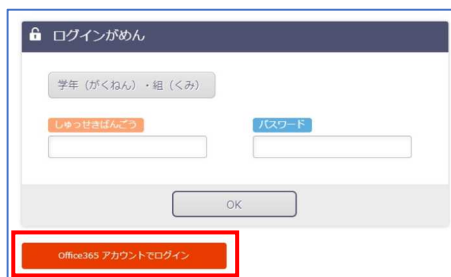 ログインがめん
学年（がくねん）・組（くみ）
しゅっせきばんごう
パスワード
OK
Office365 アカウントでログイン